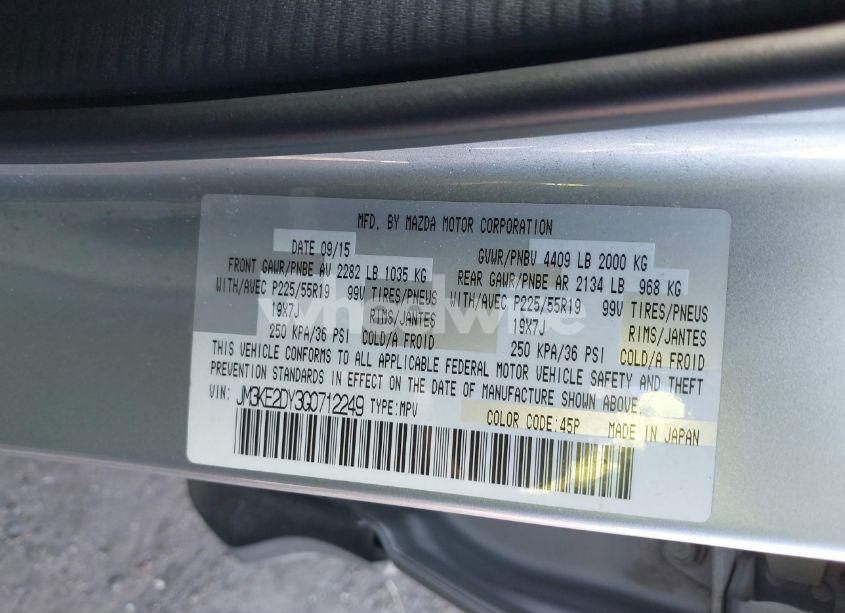 MFD. BY MAZDA MOTOR CORPORATION
DATE 09/15 GVWR/PNBV 4409 LB 2000 KG
FRONT GAWR/PNBE AV 2282 LB 1035 KG REAR GAWR/PNBE AR 2134 LB 968 KG
WITH/AVEC P225/55R19 99V TIRES/PNEUS WITH/AVEC P225/55R19 99V TIRES/PNEUS
19X7J RIMS/JANTES 19X7J RIMS/JANTES
250 KPA/36 PSI COLD/A FROID 250 KPA/36 PSI COLD/A FROID
THIS VEHICLE CONFORMS TO ALL APPLICABLE FEDERAL MOTOR VEHICLE SAFETY AND THEFT
PREVENTION STANDARDS IN EFFECT ON THE DATE OF MANUFACTURE SHOWN ABOVE.
VIN: JM3KE2DY3G0712249 TYPE:MPV COLOR CODE:45P MADE IN JAPAN